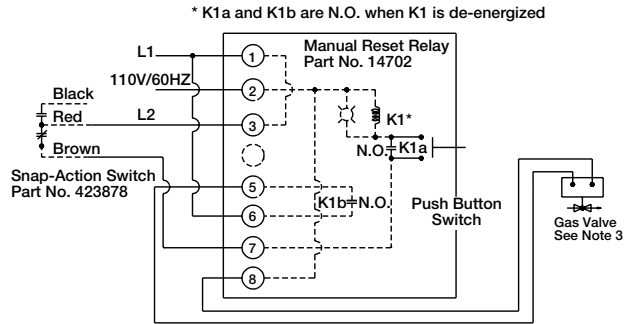 * K1a and K1b are N.O. when K1 is de-energized
L1
1
Manual Reset Relay
Part No. 14702
110V/60HZ
2
Black
Red
L2
3
K1*
N.O.
K1a
Brown
Snap-Action Switch
Part No. 423878
5
K1b
N.O.
Push Button
Switch
6
7
8
Gas Valve
See Note 3